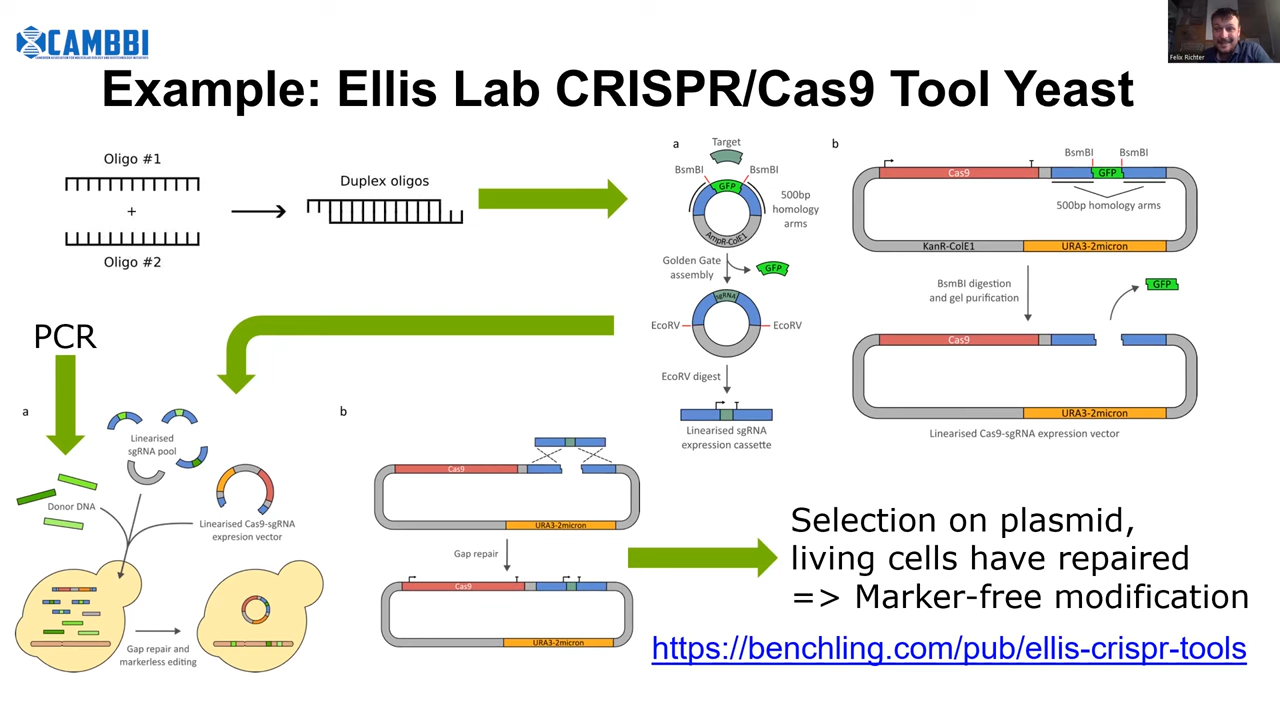 CAMBBI
Felix Richter
Example: Ellis Lab CRISPR/Cas9 Tool Yeast
Oligo #1
+
Oligo #2
Duplex oligos
a
Target
BsmBI
BsmBI
GFP
500bp
homology
arms
AmpR-ColE1
Golden Gate
assembly
GFP
sgRNA
EcoRV
EcoRV
EcoRV digest
Linearised sgRNA
expression cassette
b
BsmBI
BsmBI
Cas9
GFP
500bp homology arms
KanR-ColE1
URA3-2micron
BsmBI digestion
and gel purification
GFP
Cas9
URA3-2micron
Linearised Cas9-sgRNA expression vector
PCR
a
Linearised
sgRNA pool
Donor DNA
Linearised Cas9-sgRNA
expresion vector
Gap repair and
markerless editing
b
Cas9
URA3-2micron
Gap repair
Cas9
URA3-2micron
Selection on plasmid,
living cells have repaired
=> Marker-free modification
https://benchling.com/pub/ellis-crispr-tools